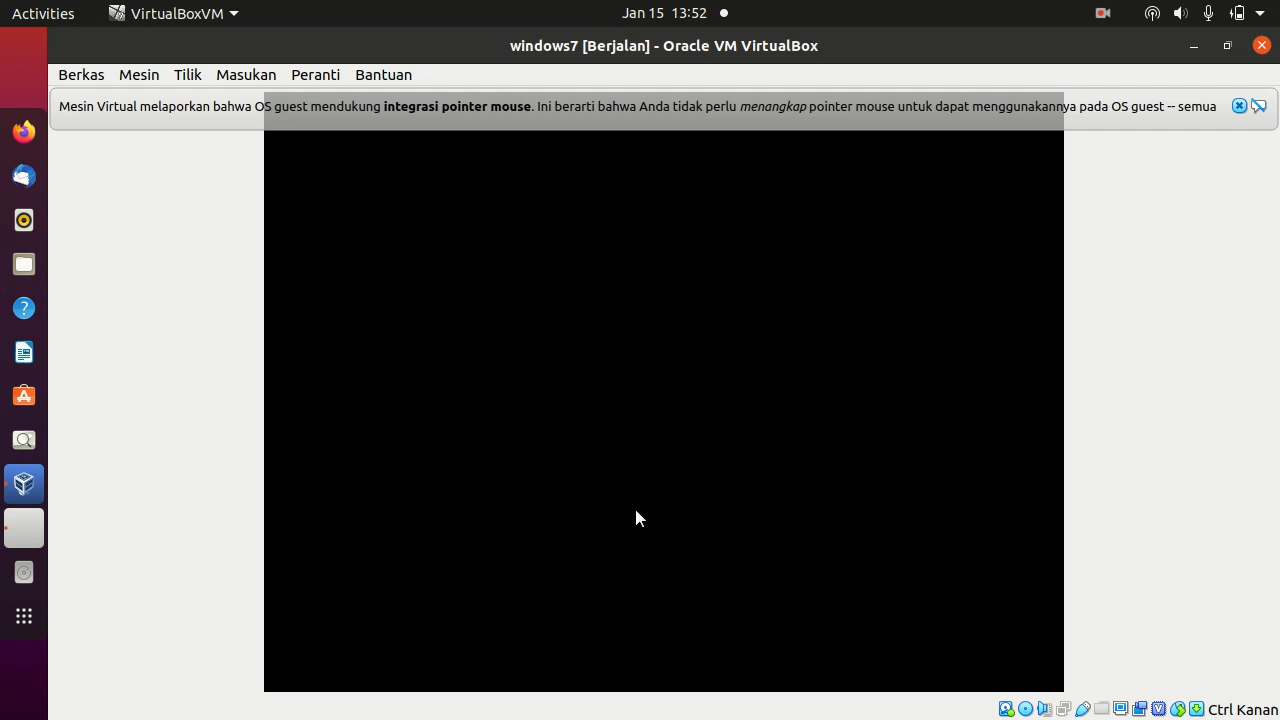 Activities VirtualBoxVM Jan 15 13:52
windows7 [Berjalan] - Oracle VM VirtualBox
Berkas Mesin Tilik Masukan Peranti Bantuan
Mesin Virtual melaporkan bahwa OS guest mendukung integrasi pointer mouse. Ini berarti bahwa Anda tidak perlu menangkap pointer mouse untuk dapat menggunakannya pada OS guest -- semua
Ctrl Kanan